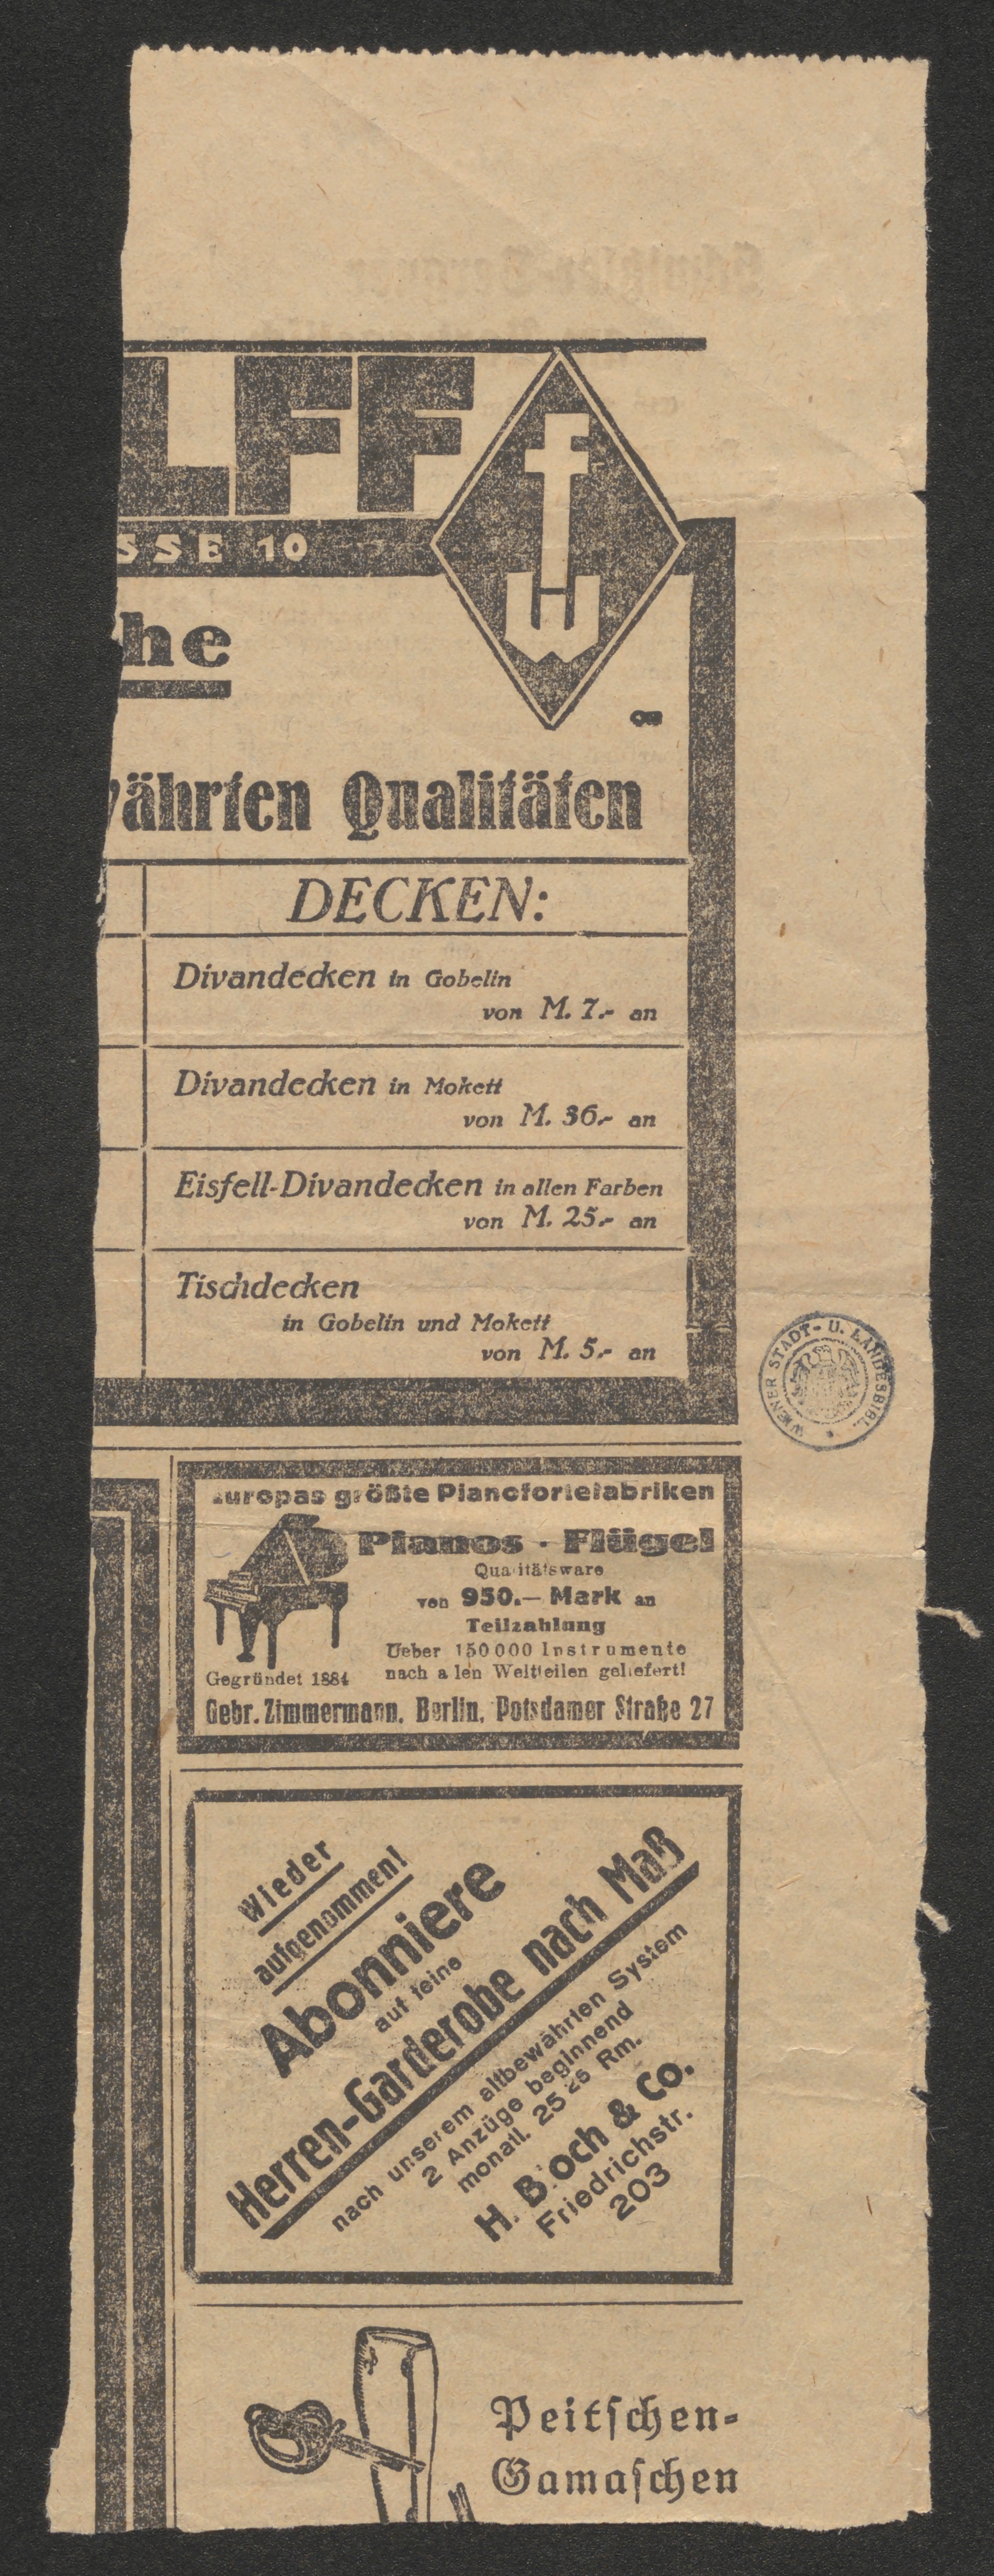 LFF
SSE 10
f
W
he
währten Qualitäten
DECKEN:
Divandecken in Gobelin
von M. 7.- an
Divandecken in Mokett
von M. 36.- an
Eisfell-Divandecken in allen Farben
von M. 25.- an
Tischdecken
in Gobelin und Mokett
von M. 5.- an
WIENER STADT- U. LANDESBIBL.
Europas größte Pianofortefabriken
Pianos · Flügel
Qualitätsware
von 950.— Mark an
Teilzahlung
Ueber 150000 Instrumente
nach allen Weltteilen geliefert!
Gegründet 1884
Gebr. Zimmermann, Berlin, Potsdamer Straße 27
Wieder
aufgenommen!
Abonniere
auf feine
Herren-Garderobe nach Maß
nach unserem altbewährten System
2 Anzüge beginnend
monatl. 25 Rm.
H. Bloch & Co.
Friedrichstr.
203
Peitſchen-
Gamaſchen